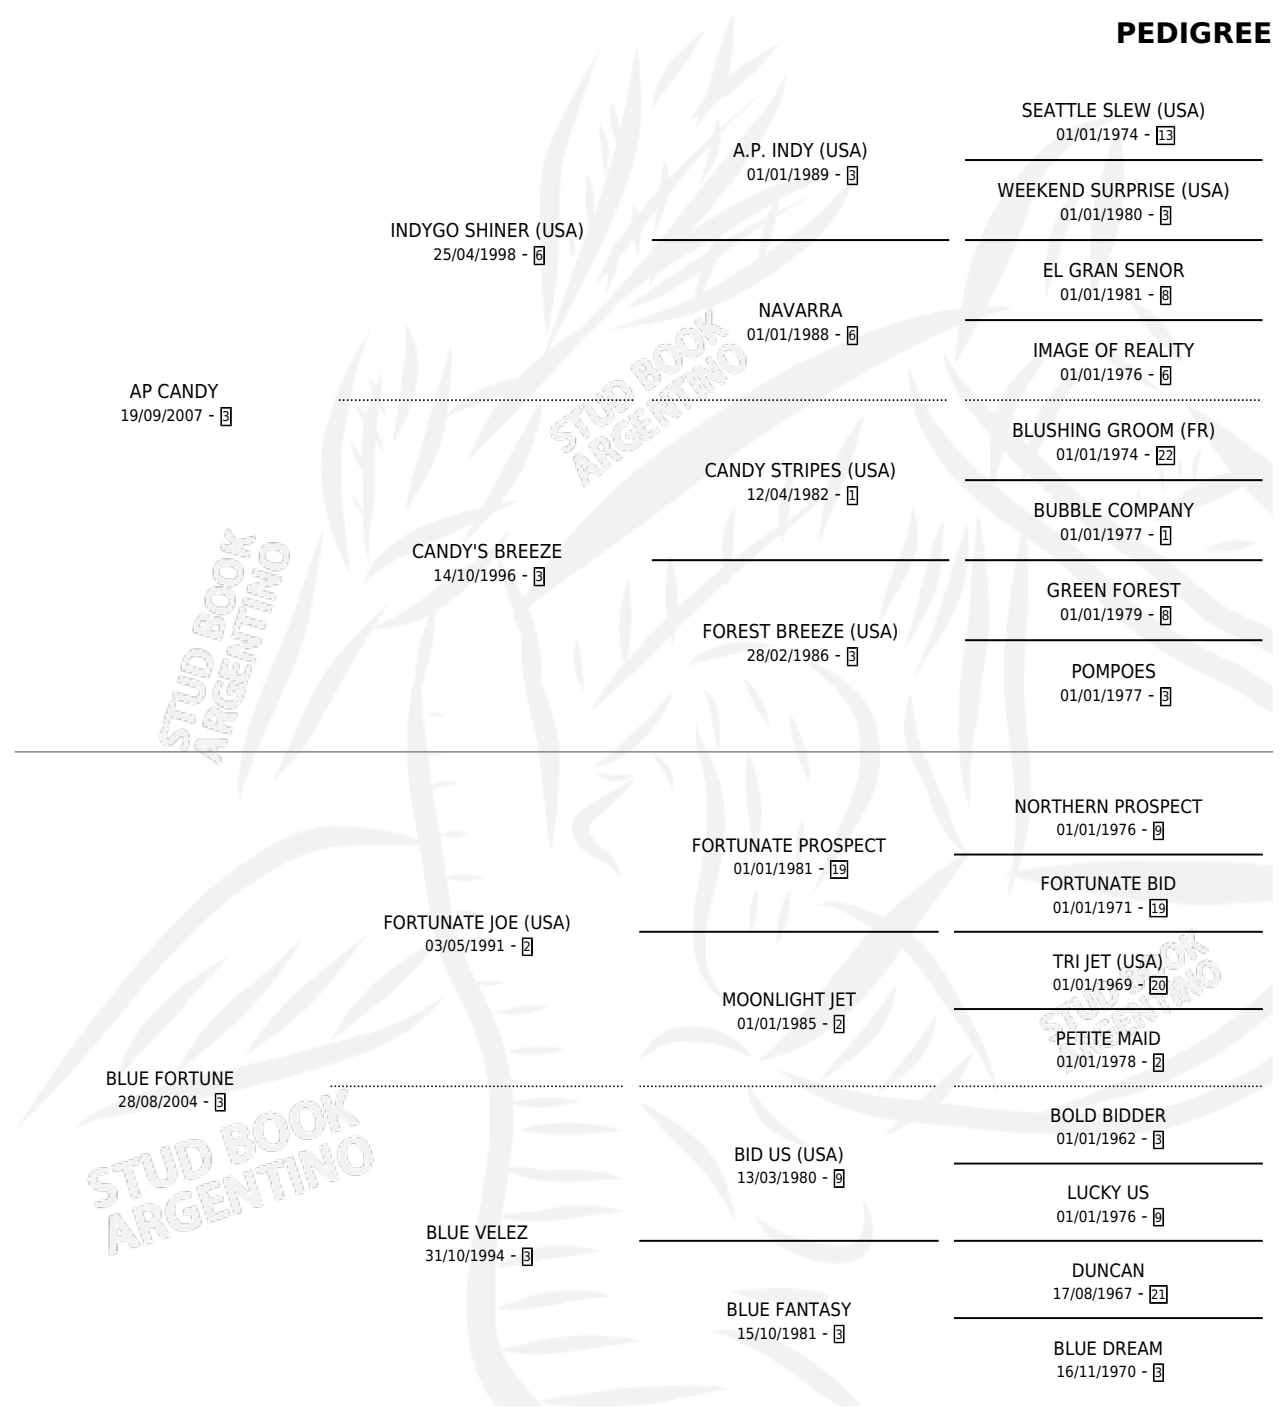 PEDIGREE
SEATTLE SLEW (USA)
01/01/1974 - 13
A.P. INDY (USA)
01/01/1989 - 3
WEEKEND SURPRISE (USA)
01/01/1980 - 3
INDYGO SHINER (USA)
25/04/1998 - 6
EL GRAN SENOR
01/01/1981 - 8
NAVARRA
01/01/1988 - 6
IMAGE OF REALITY
01/01/1976 - 6
AP CANDY
19/09/2007 - 3
BLUSHING GROOM (FR)
01/01/1974 - 22
CANDY STRIPES (USA)
12/04/1982 - 1
BUBBLE COMPANY
01/01/1977 - 1
CANDY'S BREEZE
14/10/1996 - 3
GREEN FOREST
01/01/1979 - 8
FOREST BREEZE (USA)
28/02/1986 - 3
POMPOES
01/01/1977 - 3
STUD BOOK
ARGENTINO
STUD BOOK
ARGENTINO
NORTHERN PROSPECT
01/01/1976 - 9
FORTUNATE PROSPECT
01/01/1981 - 19
FORTUNATE BID
01/01/1971 - 19
FORTUNATE JOE (USA)
03/05/1991 - 2
TRI JET (USA)
01/01/1969 - 20
MOONLIGHT JET
01/01/1985 - 2
PETITE MAID
01/01/1978 - 2
BLUE FORTUNE
28/08/2004 - 3
BOLD BIDDER
01/01/1962 - 3
BID US (USA)
13/03/1980 - 9
LUCKY US
01/01/1976 - 9
BLUE VELEZ
31/10/1994 - 3
DUNCAN
17/08/1967 - 21
BLUE FANTASY
15/10/1981 - 3
BLUE DREAM
16/11/1970 - 3
STUD BOOK
ARGENTINO
STUD BOOK
ARGENTINO